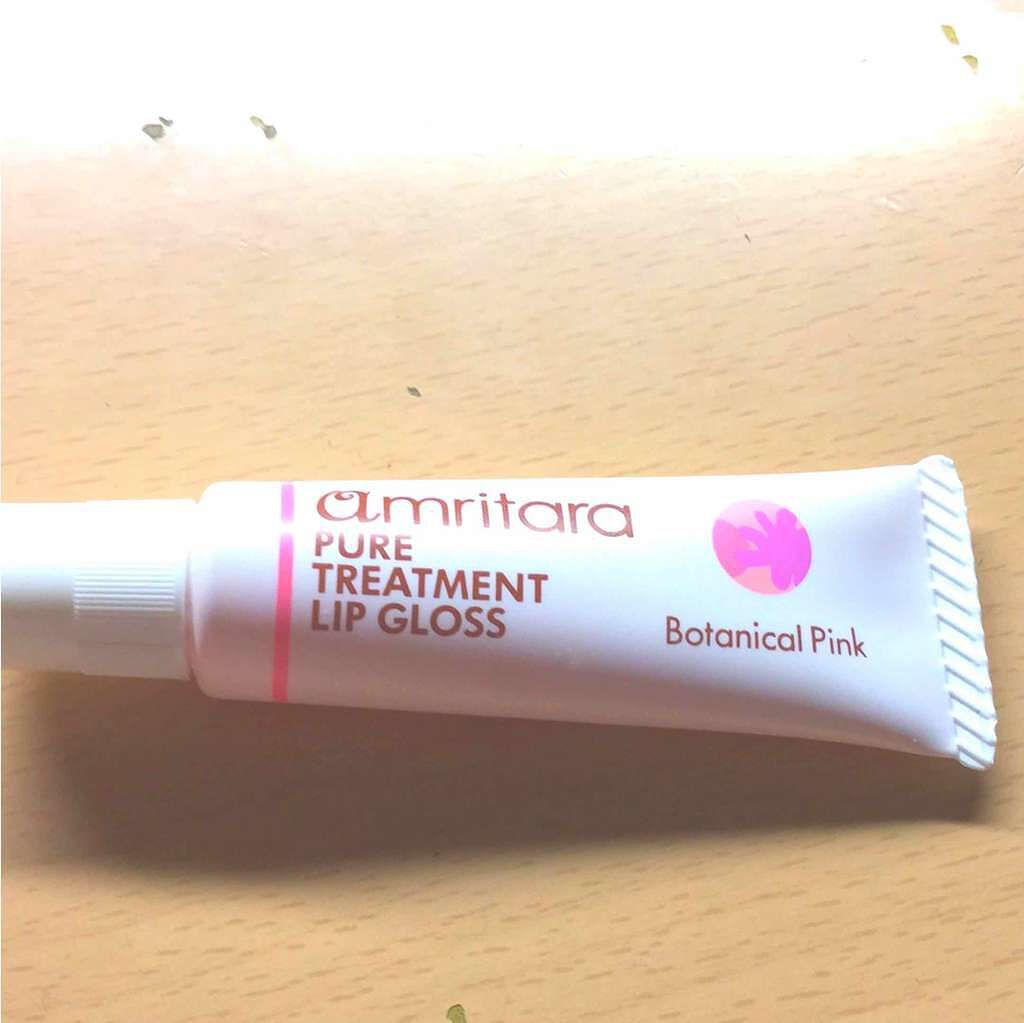 amritara
PURE
TREATMENT
LIP GLOSS
Botanical Pink